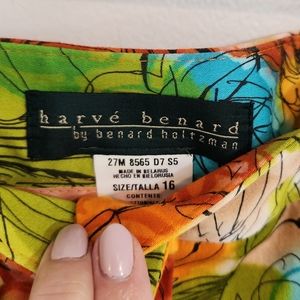 harvé benard
by benard holtzman
27M 8565 D7 S5
MADE IN BELARUS
HECHO EN BIELORUSIA
SIZE/TALLA 16
CONTENTS